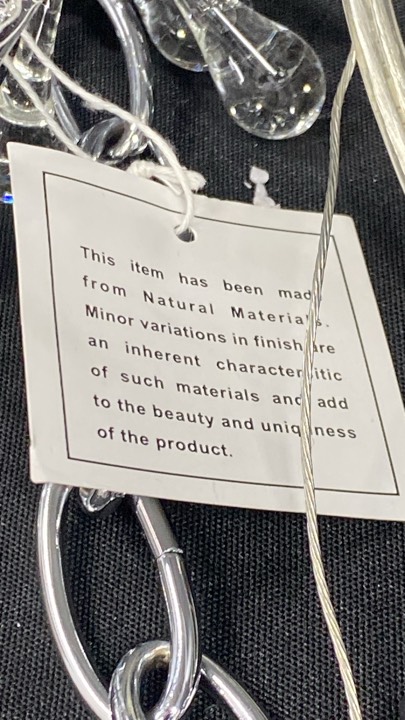 This item has been made
from Natural Materials.
Minor variations in finish are
an inherent
of such materials and add
to the beauty and uniqueness
of the product.